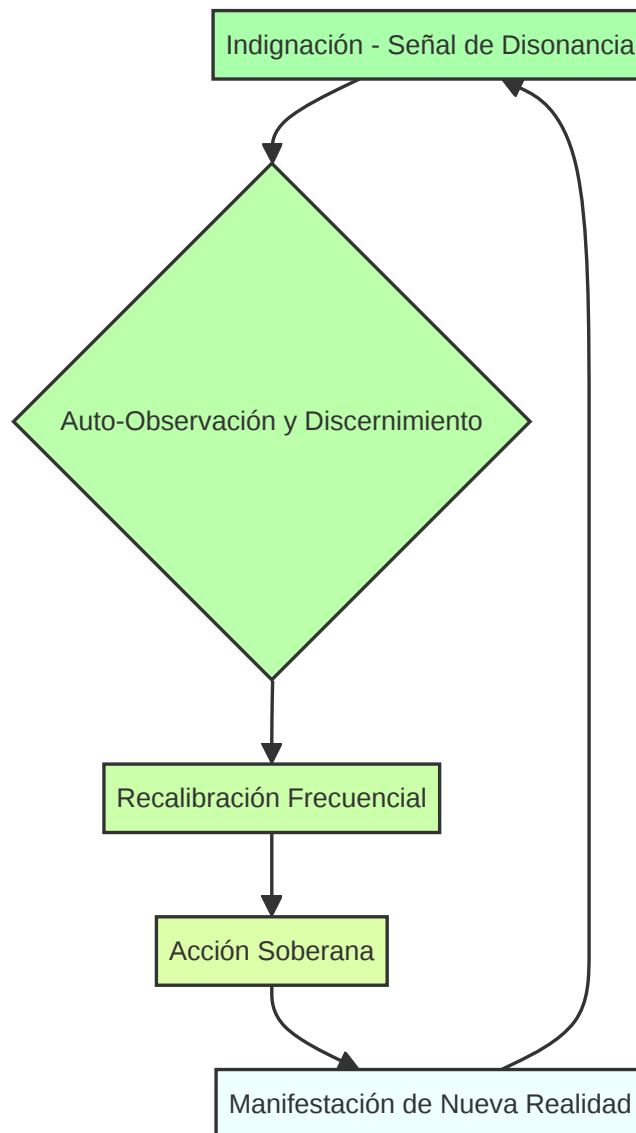 Indignación - Señal de Disonancia
Auto-Observación y Discernimiento
Recalibración Frecuencial
Acción Soberana
Manifestación de Nueva Realidad